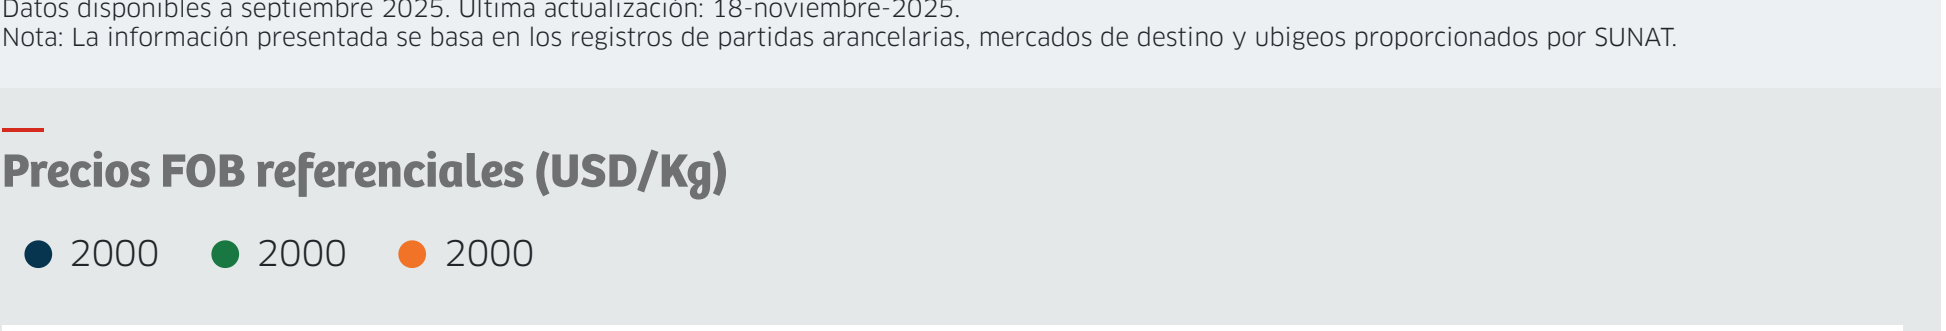 Datos disponibles a septiembre 2025. Última actualización: 18-noviembre-2025.
Nota: La información presentada se basa en los registros de partidas arancelarias, mercados de destino y ubigeos proporcionados por SUNAT.
Precios FOB referenciales (USD/Kg)
2000 2000 2000